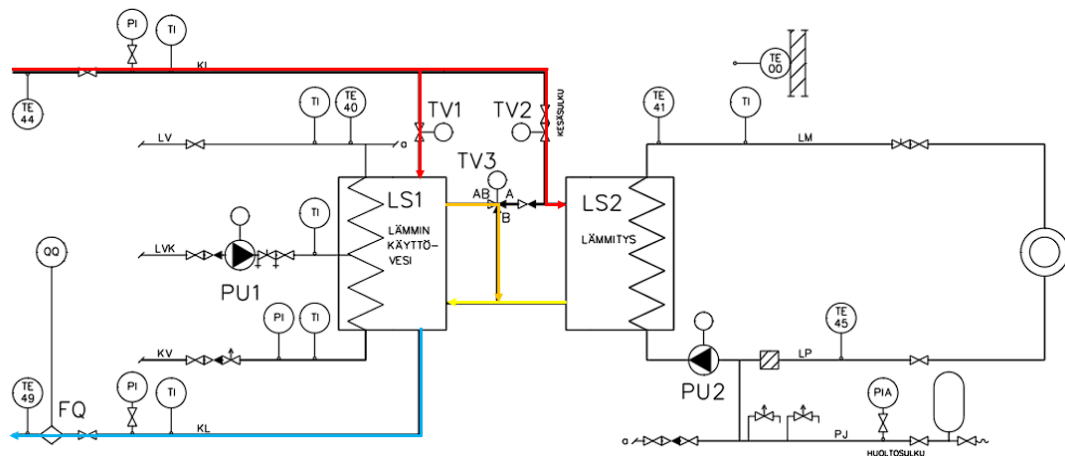 PI
TI
KL
TE
44
TI
TE
40
LV
a
TV1
TV2
KESÄSULKU
TV3
AB
A
B
TE
00
TE
41
TI
LM
LS1
LÄMMIN
KÄYTTÖ-
VESI
LS2
LÄMMITYS
TI
LVK
PU1
QQ
PI
TI
KV
TE
45
LP
PU2
TE
49
FQ
PI
TI
KL
a
PJ
PIA
HUOLTOSULKU